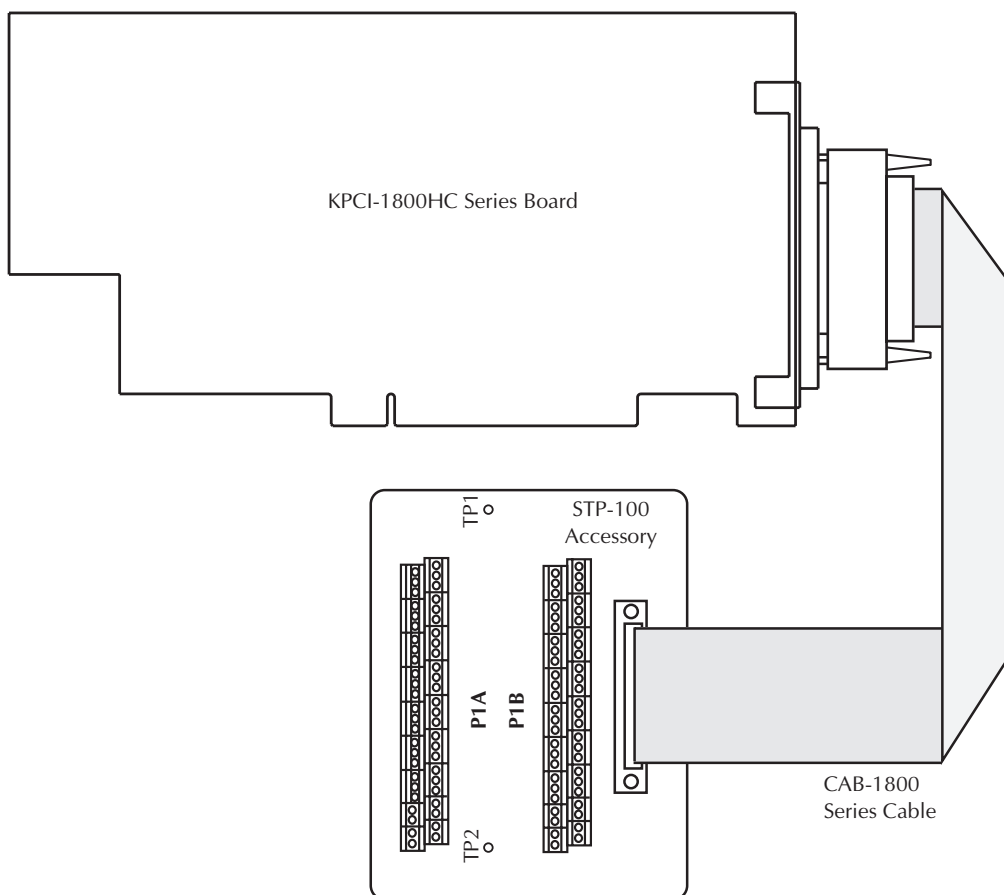 KPCI-1800HC Series Board
TP1
STP-100
Accessory
P1A
P1B
TP2
CAB-1800
Series Cable